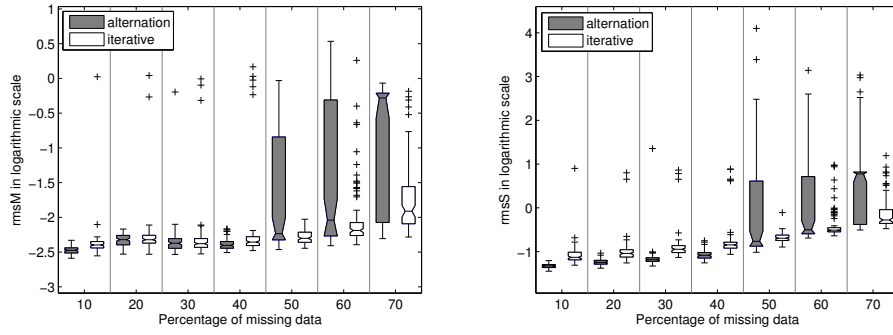 1
0.5
0
−0.5
−1
−1.5
−2
−2.5
−3
rmsM in logarithmic scale
alternation
iterative
10 20 30 40 50 60 70
Percentage of missing data
4
3
2
1
0
−1
rmsS in logarithmic scale
alternation
iterative
10 20 30 40 50 60 70
Percentage of missing data